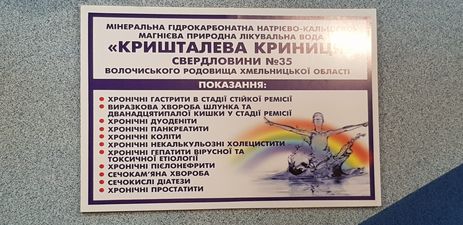 МІНЕРАЛЬНА ГІДРОКАРБОНАТНА НАТРІЄВО-КАЛЬЦІЄВО
МАГНІЄВА ПРИРОДНА ЛІКУВАЛЬНА ВОДА
«КРИШТАЛЕВА КРИНИЦЯ»
СВЕРДЛОВИНИ №35
ВОЛОЧИСЬКОГО РОДОВИЩА ХМЕЛЬНИЦЬКОЇ ОБЛАСТІ
ПОКАЗАННЯ:
• ХРОНІЧНІ ГАСТРИТИ В СТАДІЇ СТІЙКОЇ РЕМІСІЇ
• ВИРАЗКОВА ХВОРОБА ШЛУНКА ТА
ДВАНАДЦЯТИПАЛОЇ КИШКИ У СТАДІЇ РЕМІСІЇ
• ХРОНІЧНІ ДУОДЕНІТИ
• ХРОНІЧНІ ПАНКРЕАТИТИ
• ХРОНІЧНІ КОЛІТИ
• ХРОНІЧНІ НЕКАЛЬКУЛЬОЗНІ ХОЛЕЦИСТИТИ
• ХРОНІЧНІ ГЕПАТИТИ ВІРУСНОЇ ТА
ТОКСИЧНОЇ ЕТІОЛОГІЇ
• ХРОНІЧНІ ПІЄЛОНЕФРИТИ
• СЕЧОКАМ'ЯНА ХВОРОБА
• СЕЧОКИСЛІ ДІАТЕЗИ
• ХРОНІЧНІ ПРОСТАТИТИ